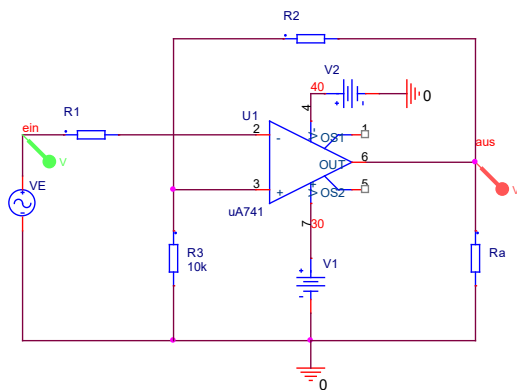 R2
V2
40
0
R1
U1
4
ein
2
-
V-
OS1
1
aus
V
OUT
6
V
VE
3
+
V+
OS2
5
uA741
7
30
R3
10k
V1
Ra
0